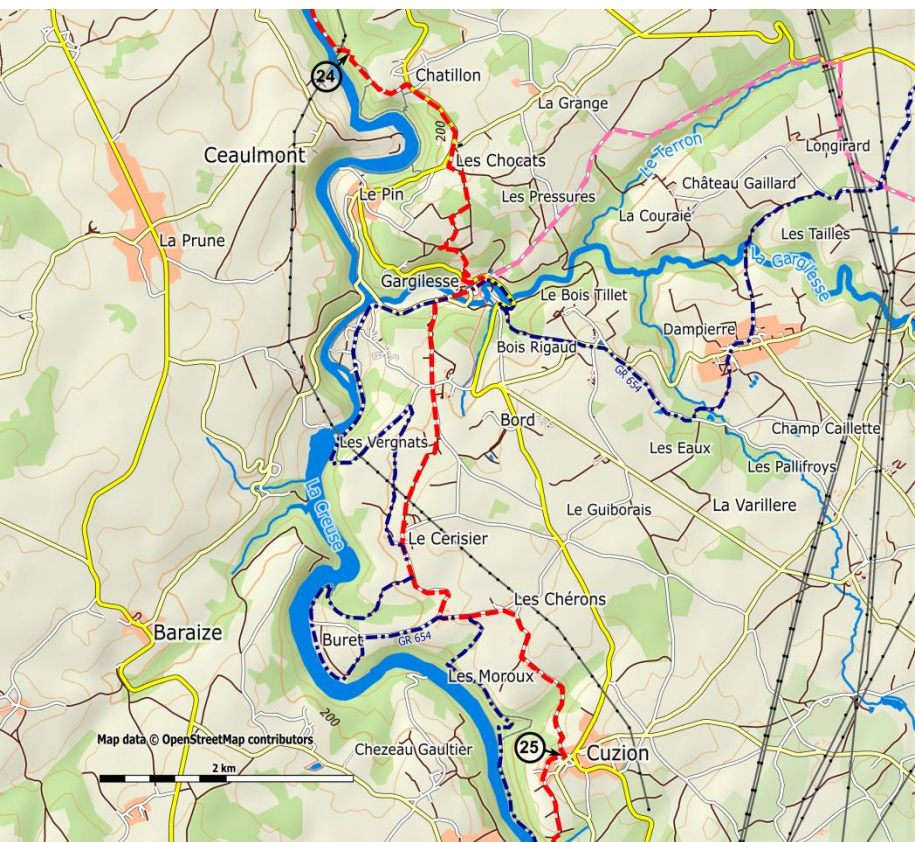 24
Chatillon
La Grange
200
Le Terron
Longirard
Ceaulmont
Les Chocats
Château Gaillard
Les Pressures
Le Pin
La Couraie
La Prune
Les Tailles
La Gargilesse
Gargilesse
Le Bois Tillet
Dampierre
Bois Rigaud
GR 654
Bord
Champ Caillette
Les Vergnats
Les Eaux
Les Pallifroys
La Creuse
Le Guiborais
La Varillere
Le Cerisier
Les Chérons
Baraize
Buret
GR 654
Les Moroux
200
Map data © OpenStreetMap contributors
Chezeau Gaultier
25
Cuzion
2 km